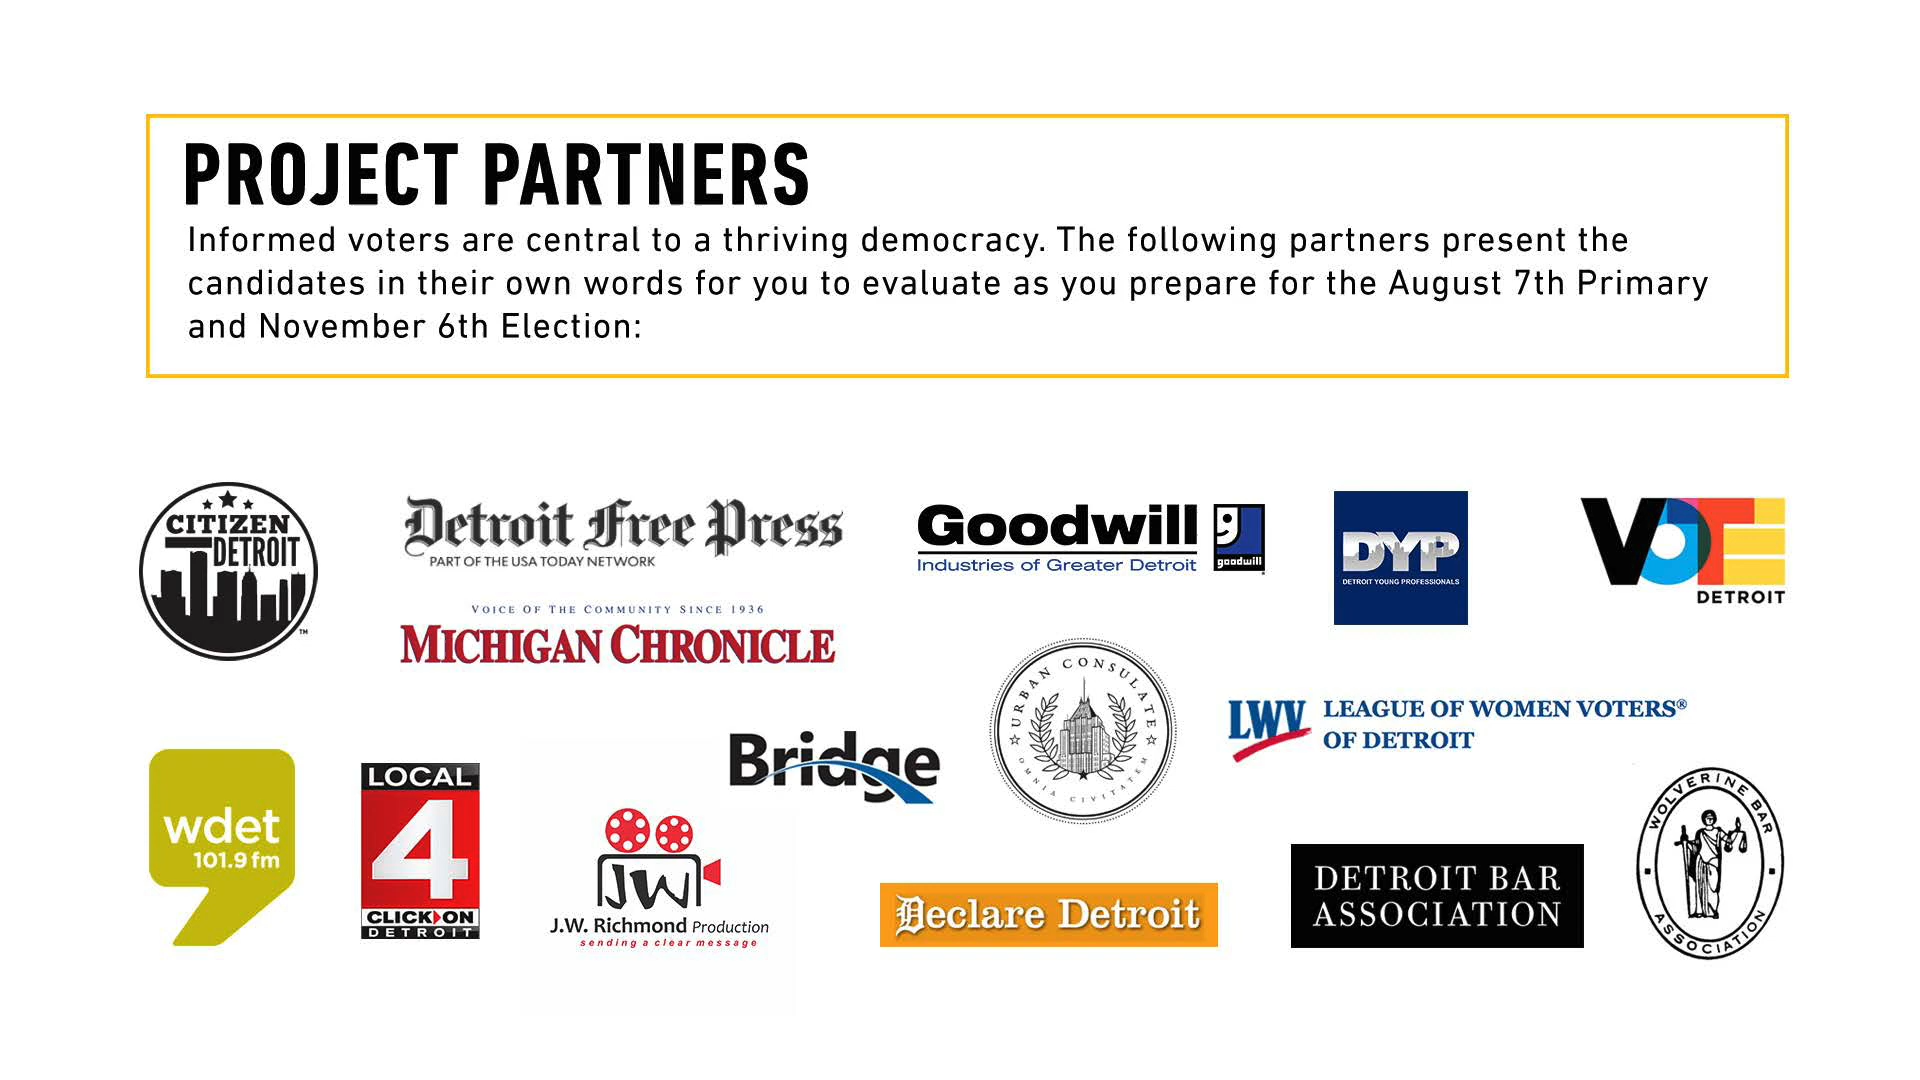 PROJECT PARTNERS
Informed voters are central to a thriving democracy. The following partners present the
candidates in their own words for you to evaluate as you prepare for the August 7th Primary
and November 6th Election:
CITIZEN
DETROIT
TM
Detroit Free Press
PART OF THE USA TODAY NETWORK
VOICE OF THE COMMUNITY SINCE 1936
MICHIGAN CHRONICLE
Goodwill
Industries of Greater Detroit
goodwill
DYP
DETROIT YOUNG PROFESSIONALS
VOTE
DETROIT
URBAN CONSULATE
OMNIA CIVITATEM
LWV
LEAGUE OF WOMEN VOTERS®
OF DETROIT
wdet
101.9 fm
LOCAL
4
CLICK ON
DETROIT
JW
J.W. Richmond Production
sending a clear message
Bridge
Declare Detroit
DETROIT BAR
ASSOCIATION
WOLVERINE BAR
ASSOCIATION